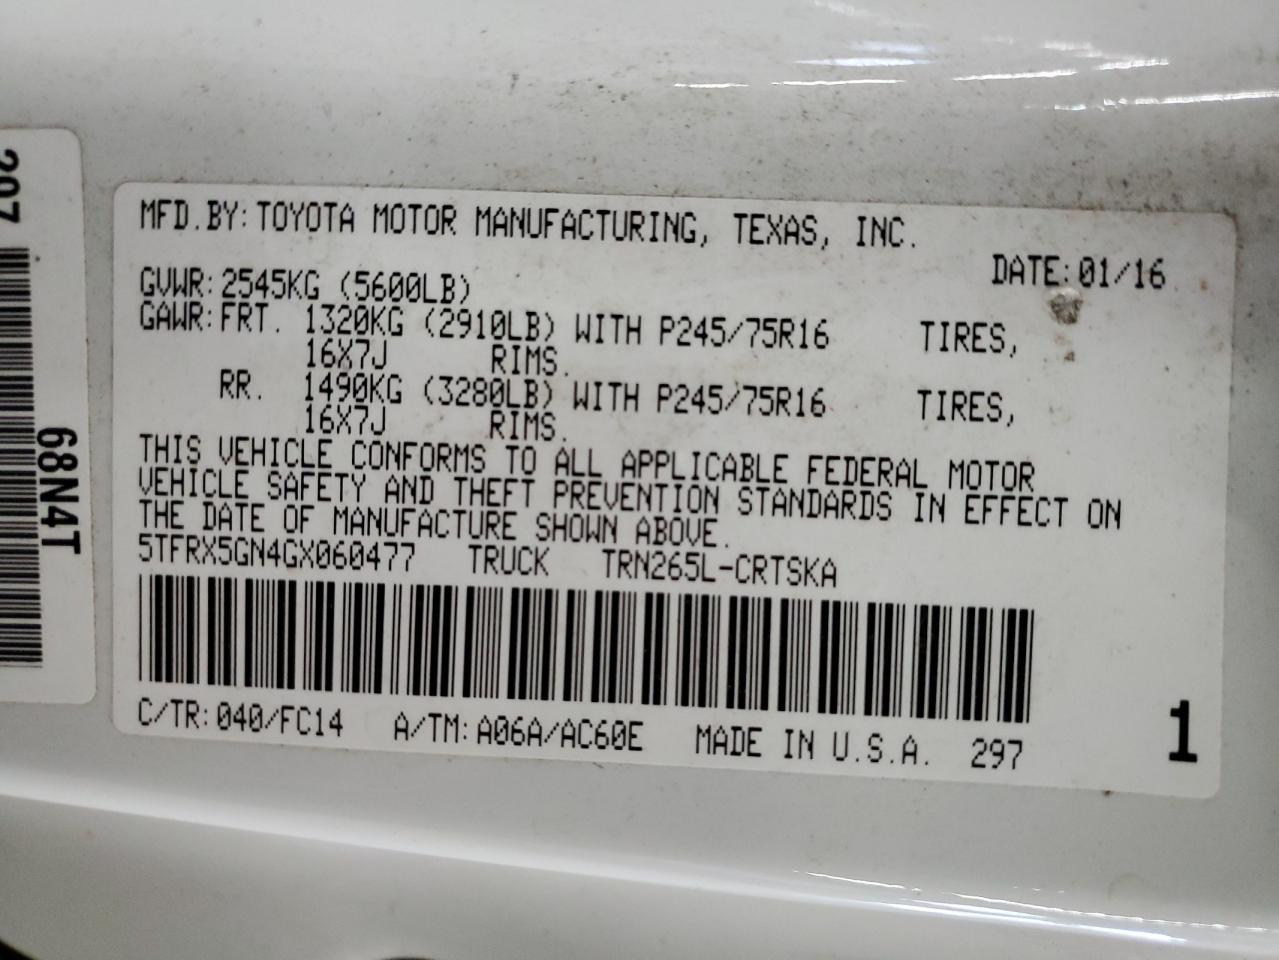 MFD.BY:TOYOTA MOTOR MANUFACTURING, TEXAS, INC.
DATE:01/16
GVWR:2545KG (5600LB)
GAWR:FRT. 1320KG (2910LB) WITH P245/75R16 TIRES,
16X7J RIMS.
RR. 1490KG (3280LB) WITH P245/75R16 TIRES,
16X7J RIMS.
THIS VEHICLE CONFORMS TO ALL APPLICABLE FEDERAL MOTOR
VEHICLE SAFETY AND THEFT PREVENTION STANDARDS IN EFFECT ON
THE DATE OF MANUFACTURE SHOWN ABOVE.
5TFRX5GN4GX060477 TRUCK TRN265L-CRTSKA
C/TR:040/FC14 A/TM:A06A/AC60E MADE IN U.S.A. 297
1
297
68N4T